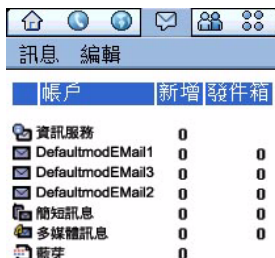 訊息 編輯
帳戶 新增 發件箱
資訊服務 0
DefaultmodEMail1 0 0
DefaultmodEMail3 0 0
DefaultmodEMail2 0 0
簡短訊息 0 0
多媒體訊息 0 0
藍芽 0